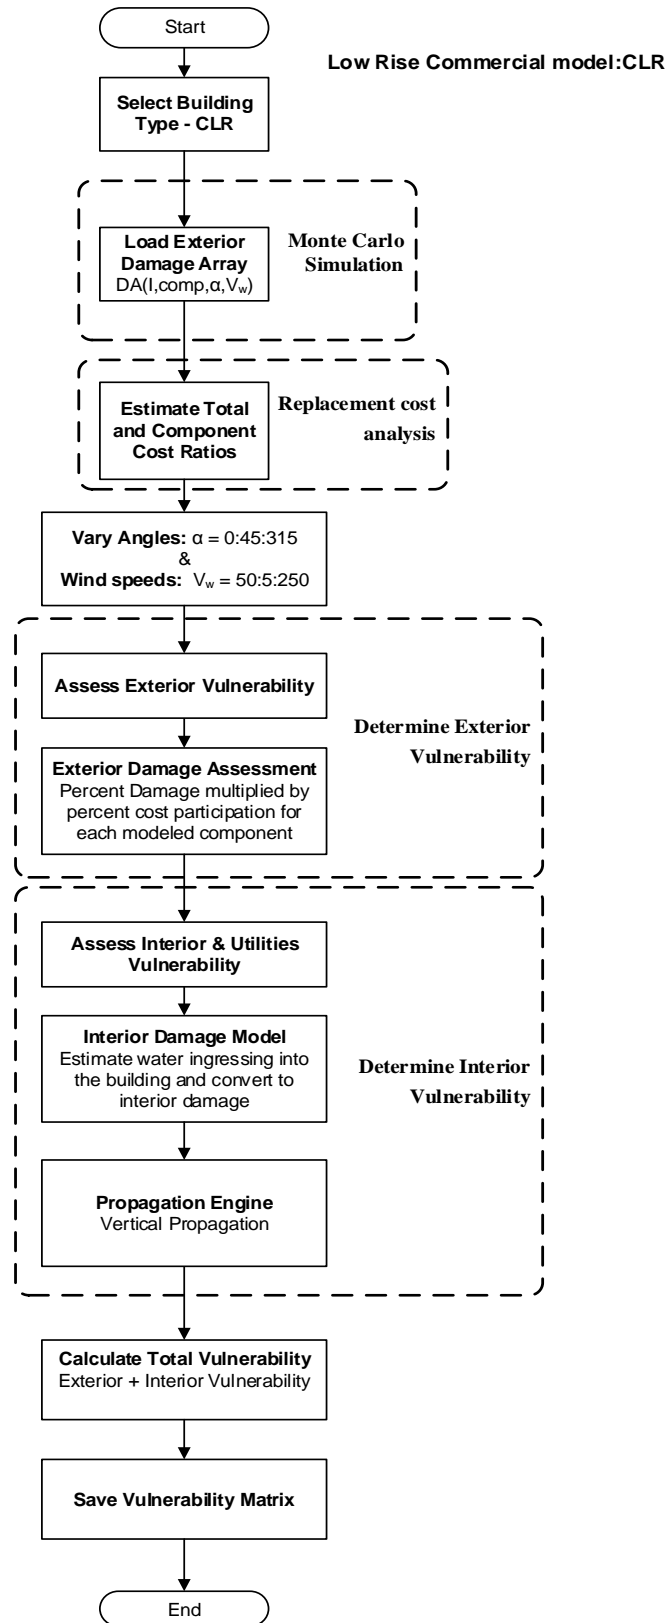 Start
Low Rise Commercial model:CLR
Select Building
Type - CLR
Load Exterior
Damage Array
DA(I,comp,α,Vw)
Monte Carlo
Simulation
Estimate Total
and Component
Cost Ratios
Replacement cost
analysis
Vary Angles: α = 0:45:315
&
Wind speeds: Vw = 50:5:250
Assess Exterior Vulnerability
Determine Exterior
Vulnerability
Exterior Damage Assessment
Percent Damage multiplied by
percent cost participation for
each modeled component
Assess Interior & Utilities
Vulnerability
Interior Damage Model
Estimate water ingressing into
the building and convert to
interior damage
Determine Interior
Vulnerability
Propagation Engine
Vertical Propagation
Calculate Total Vulnerability
Exterior + Interior Vulnerability
Save Vulnerability Matrix
End